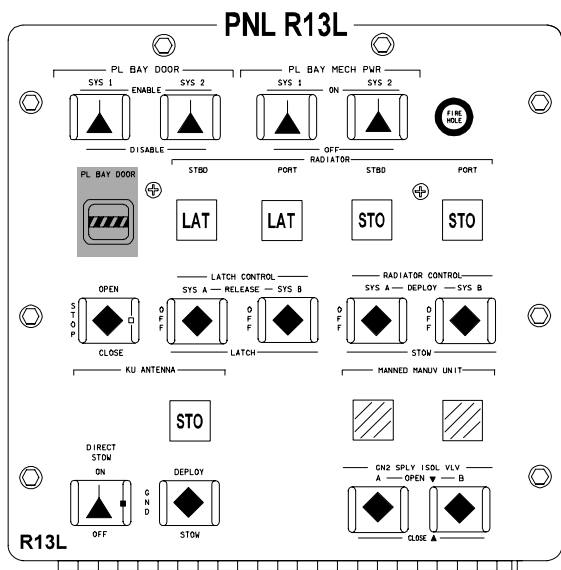 PNL R13L
PL BAY DOOR
PL BAY MECH PWR
SYS 1
SYS 2
SYS 1
SYS 2
ENABLE
ON
FIRE
HOLE
DISABLE
OFF
RADIATOR
PL BAY DOOR
STBD
PORT
STBD
PORT
LAT
LAT
STO
STO
LATCH CONTROL
RADIATOR CONTROL
OPEN
SYS A
RELEASE
SYS B
SYS A
DEPLOY
SYS B
STOP
OFF
OFF
OFF
OFF
CLOSE
LATCH
STOW
KU ANTENNA
MANNED MANUV UNIT
STO
DIRECT
STOW
ON
DEPLOY
GN2 SPLY ISOL VLV
A
OPEN ▼
B
GND
OFF
STOW
CLOSE ▲
R13L